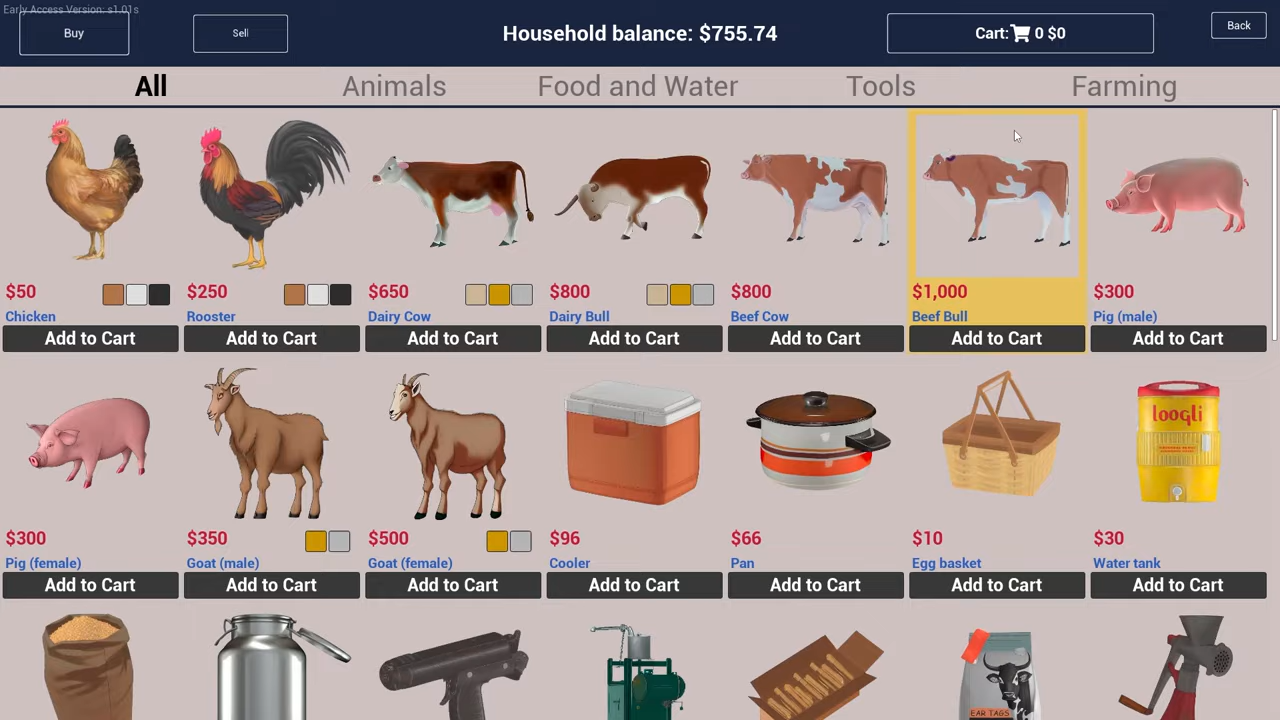 Early Access Version: s1.01s
Buy
Sell
Household balance: $755.74
Cart: 0 $0
Back
All
Animals
Food and Water
Tools
Farming
$50
Chicken
Add to Cart
$250
Rooster
Add to Cart
$650
Dairy Cow
Add to Cart
$800
Dairy Bull
Add to Cart
$800
Beef Cow
Add to Cart
$1,000
Beef Bull
Add to Cart
$300
Pig (male)
Add to Cart
$300
Pig (female)
Add to Cart
$350
Goat (male)
Add to Cart
$500
Goat (female)
Add to Cart
$96
Cooler
Add to Cart
$66
Pan
Add to Cart
$10
Egg basket
Add to Cart
looqli
$30
Water tank
Add to Cart
EAR TAGS